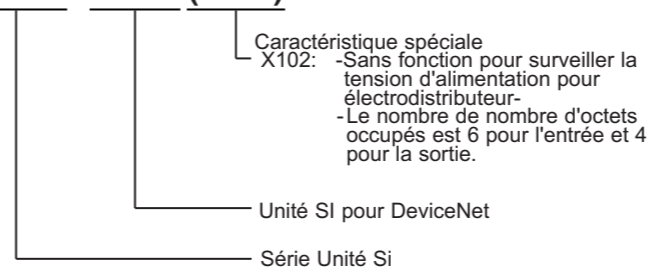 Caractéristique spéciale
X102: -Sans fonction pour surveiller la
tension d'alimentation pour
électrodistributeur-
-Le nombre de nombre d'octets
occupés est 6 pour l'entrée et 4
pour la sortie.
Unité SI pour DeviceNet
Série Unité Si